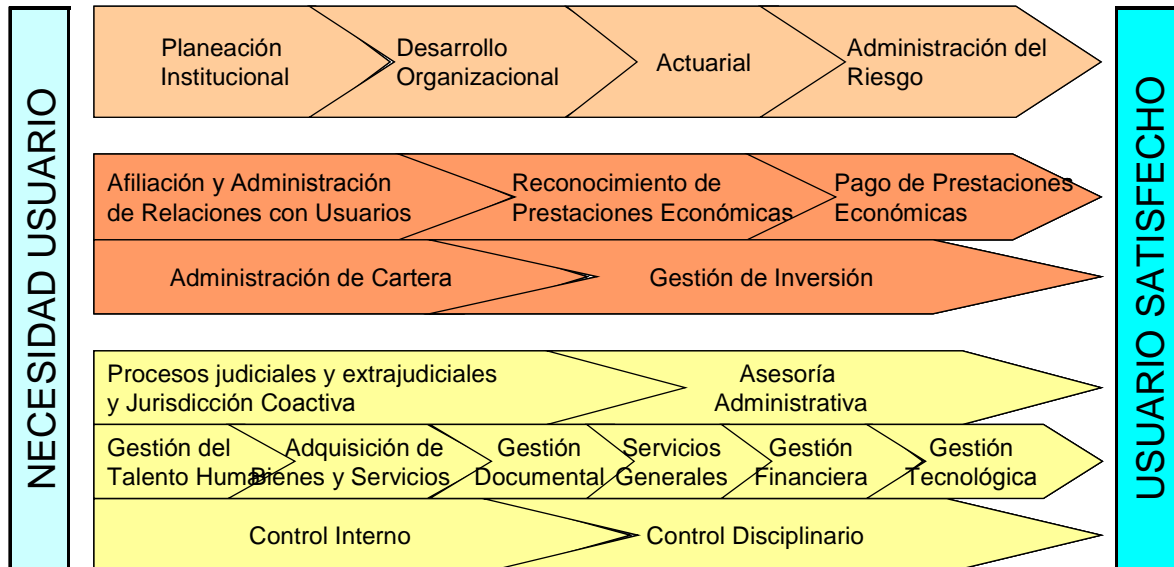 NECESIDAD USUARIO
Planeación
Institucional
Desarrollo
Organizacional
Actuarial
Administración del
Riesgo
Afiliación y Administración
de Relaciones con Usuarios
Reconocimiento de
Prestaciones Económicas
Pago de Prestaciones
Económicas
Administración de Cartera
Gestión de Inversión
Procesos judiciales y extrajudiciales
y Jurisdicción Coactiva
Asesoría
Administrativa
Gestión del
Talento Humano
Adquisición de
Bienes y Servicios
Gestión
Documental
Servicios
Generales
Gestión
Financiera
Gestión
Tecnológica
Control Interno
Control Disciplinario
USUARIO SATISFECHO